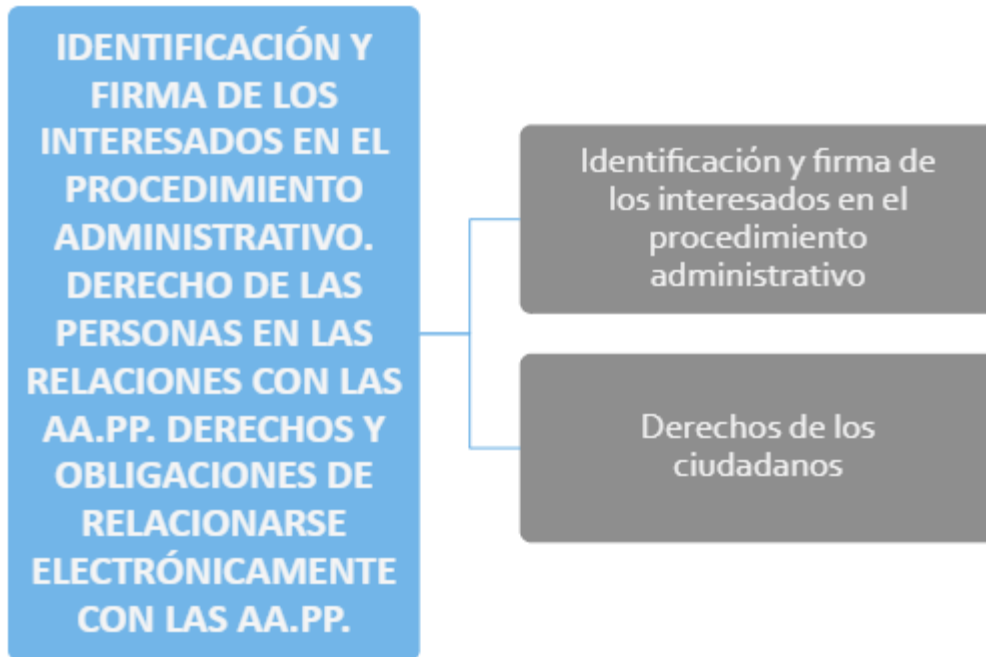 IDENTIFICACIÓN Y
FIRMA DE LOS
INTERESADOS EN EL
PROCEDIMIENTO
ADMINISTRATIVO.
DERECHO DE LAS
PERSONAS EN LAS
RELACIONES CON LAS
AA.PP. DERECHOS Y
OBLIGACIONES DE
RELACIONARSE
ELECTRÓNICAMENTE
CON LAS AA.PP.
Identificación y firma de
los interesados en el
procedimiento
administrativo
Derechos de los
ciudadanos